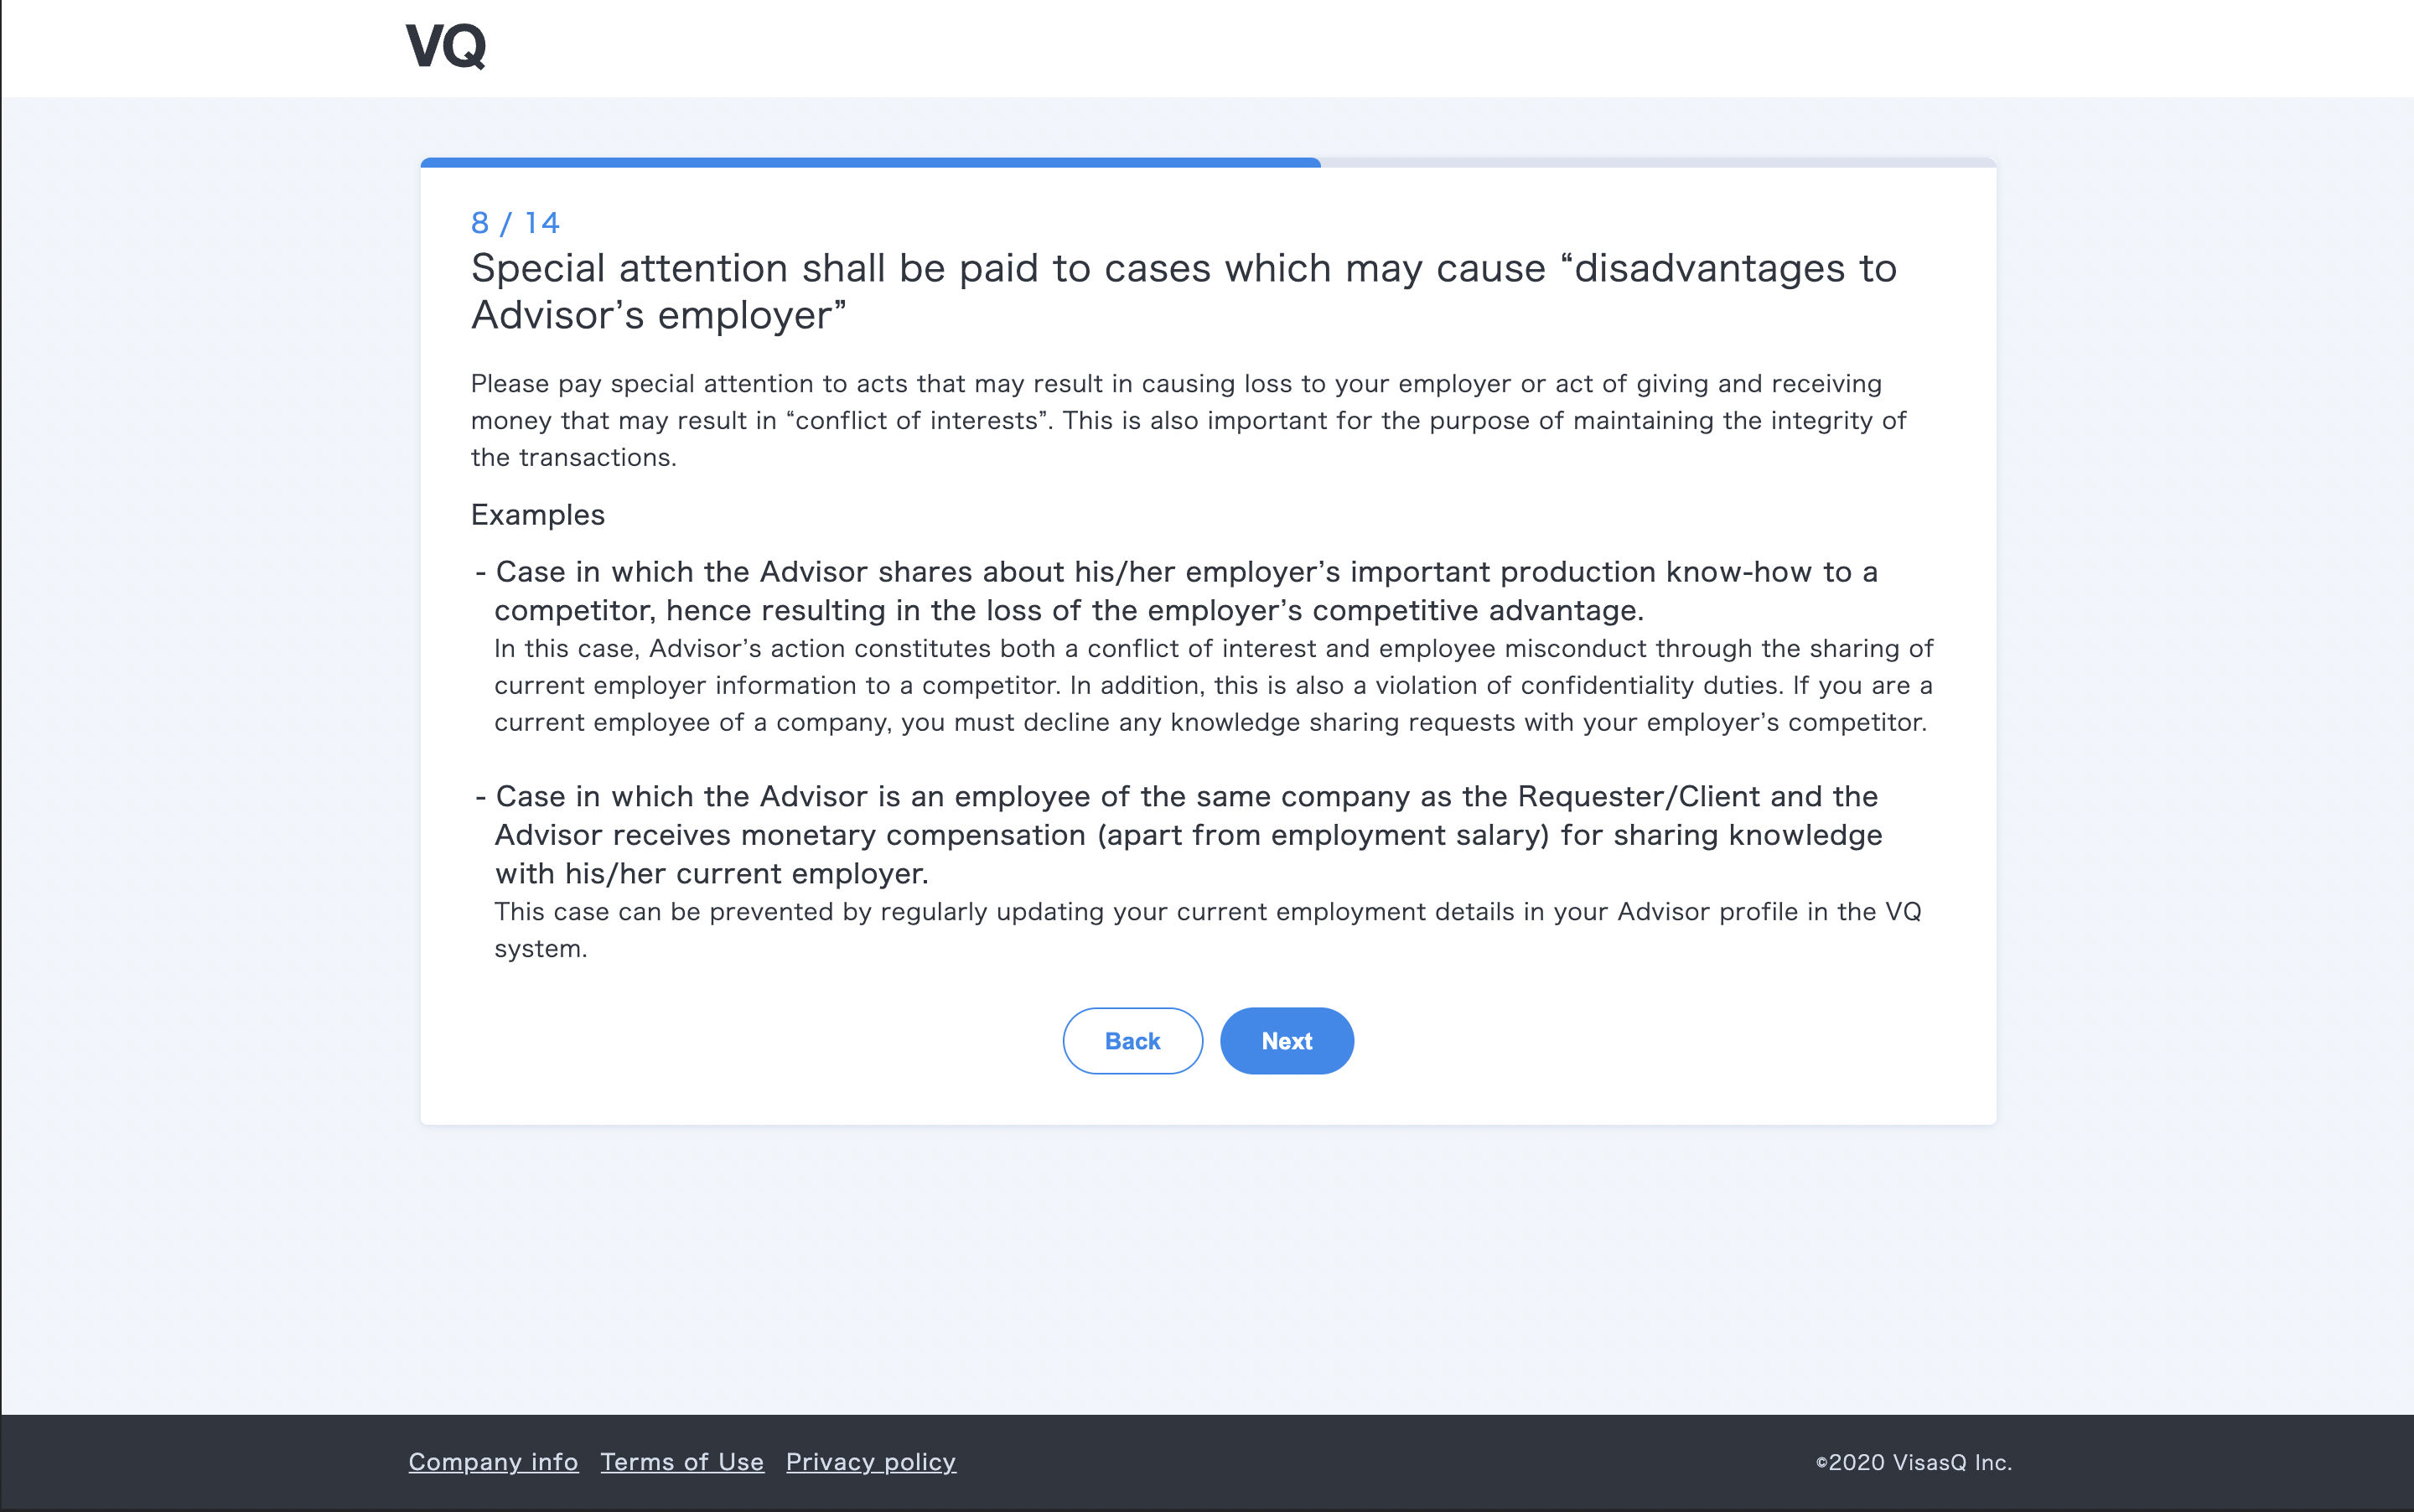 VQ
8 / 14
Special attention shall be paid to cases which may cause “disadvantages to
Advisor’s employer”
Please pay special attention to acts that may result in causing loss to your employer or act of giving and receiving
money that may result in “conflict of interests”. This is also important for the purpose of maintaining the integrity of
the transactions.
Examples
- Case in which the Advisor shares about his/her employer’s important production know-how to a
competitor, hence resulting in the loss of the employer’s competitive advantage.
In this case, Advisor’s action constitutes both a conflict of interest and employee misconduct through the sharing of
current employer information to a competitor. In addition, this is also a violation of confidentiality duties. If you are a
current employee of a company, you must decline any knowledge sharing requests with your employer’s competitor.
- Case in which the Advisor is an employee of the same company as the Requester/Client and the
Advisor receives monetary compensation (apart from employment salary) for sharing knowledge
with his/her current employer.
This case can be prevented by regularly updating your current employment details in your Advisor profile in the VQ
system.
Back Next
Company info Terms of Use Privacy policy ©2020 VisasQ Inc.